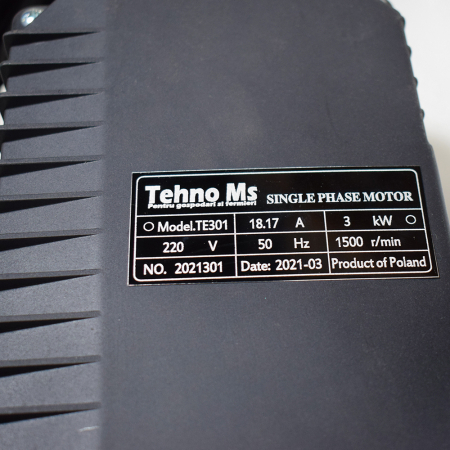 Tehno Ms
Pentru gospodari si fermieri
SINGLE PHASE MOTOR
Model.TE301 18.17 A 3 kW
220 V 50 Hz 1500 r/min
NO. 2021301 Date: 2021-03 Product of Poland